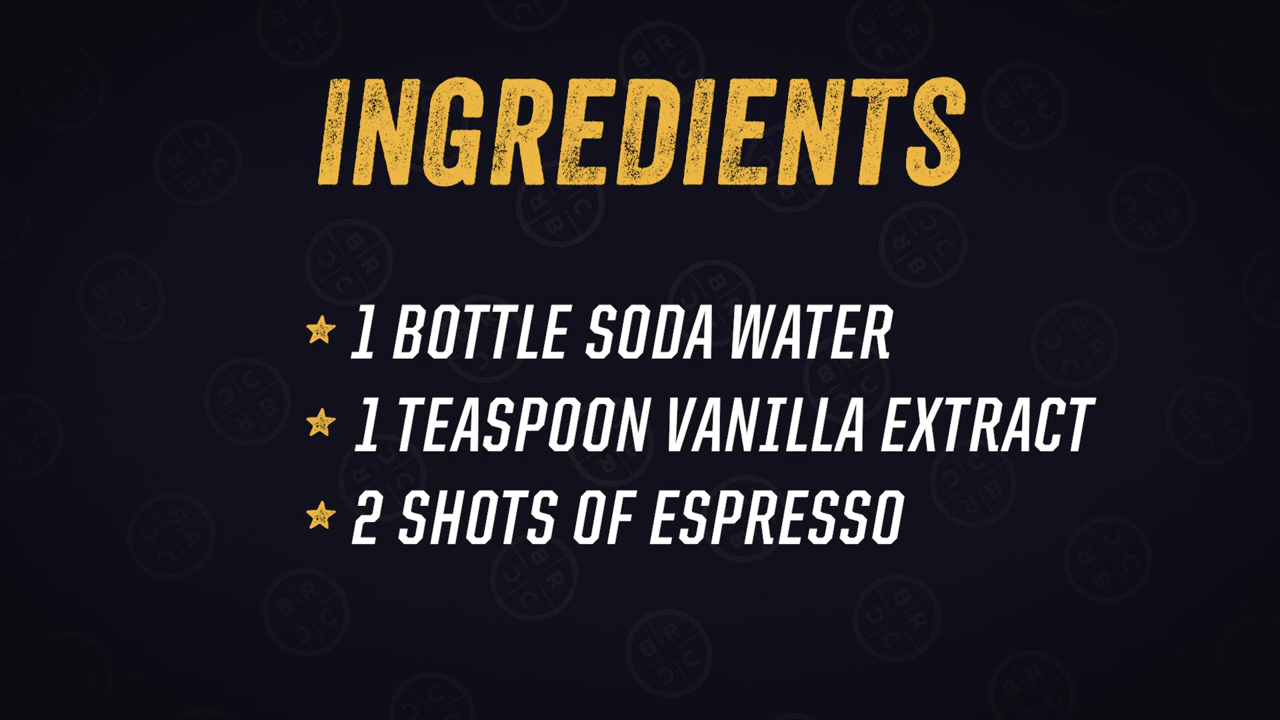 INGREDIENTS
1 BOTTLE SODA WATER
1 TEASPOON VANILLA EXTRACT
2 SHOTS OF ESPRESSO